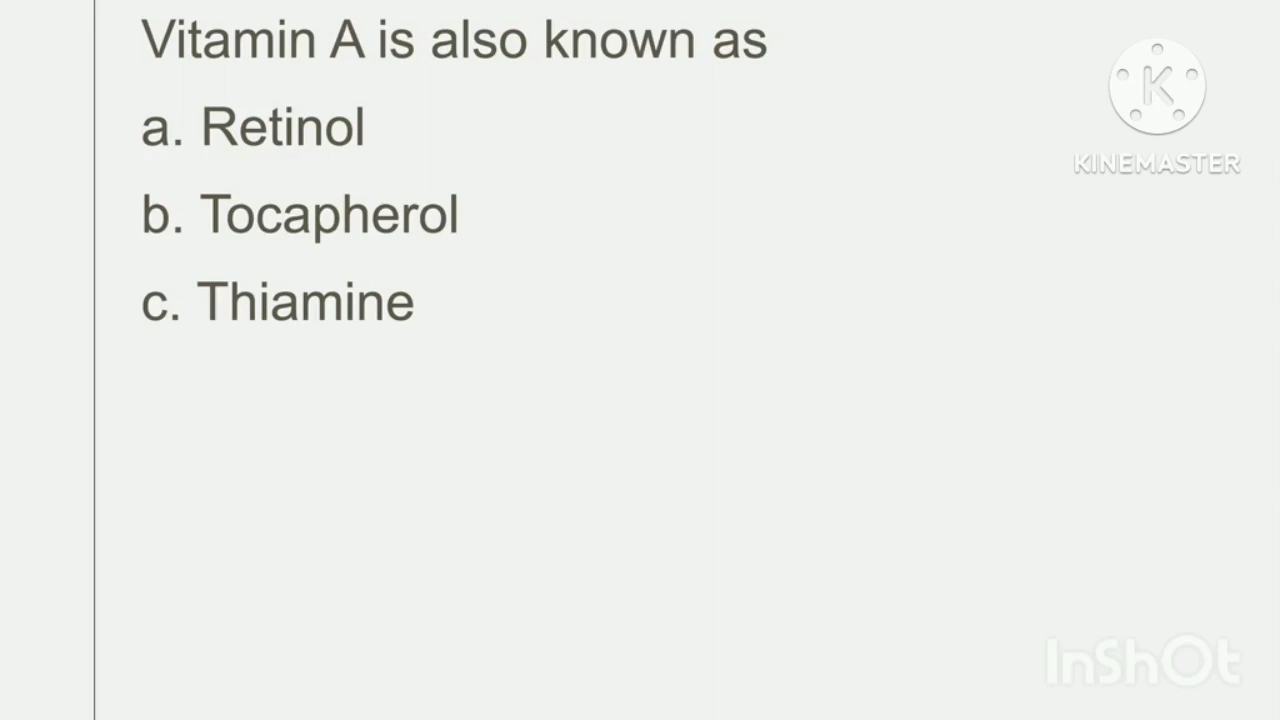 Vitamin A is also known as
a. Retinol
b. Tocapherol
c. Thiamine
K
KINEMASTER
InShOt